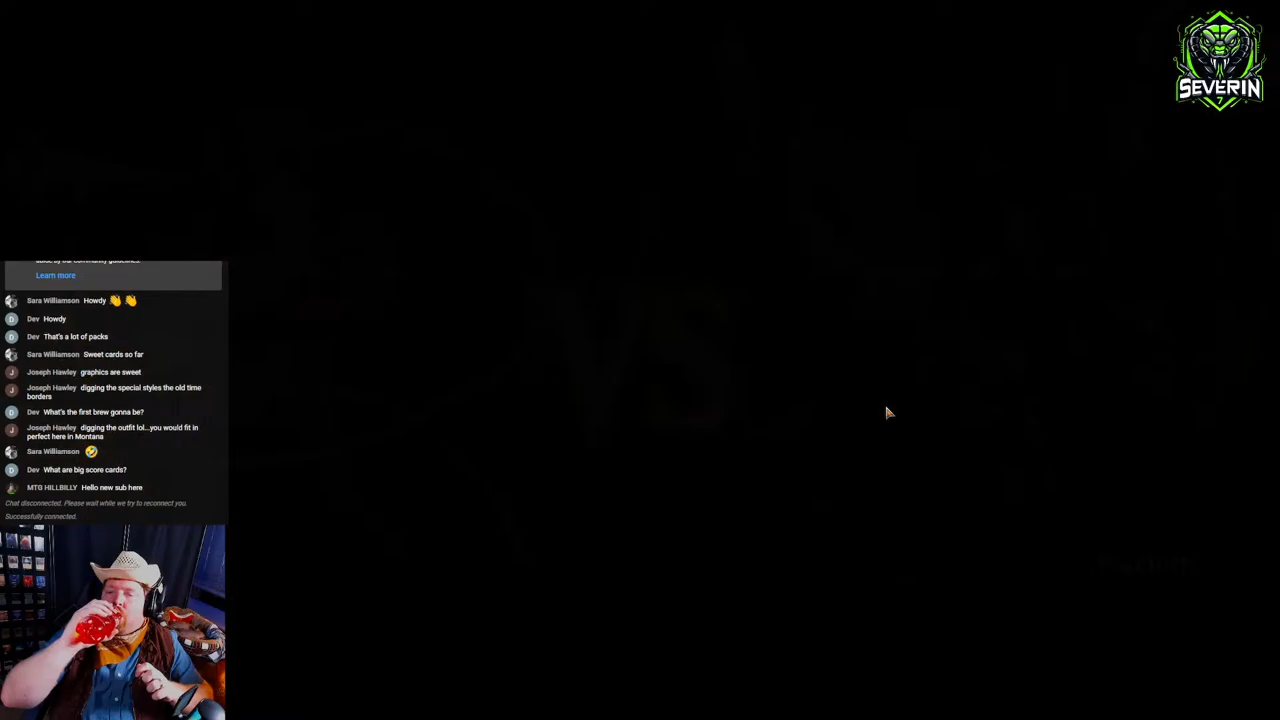 SEVERIN
7
Learn more
Sara Williamson Howdy
Dev Howdy
Dev That's a lot of packs
Sara Williamson Sweet cards so far
Joseph Hawley graphics are sweet
Joseph Hawley digging the special styles the old time
borders
Dev What's the first brew gonna be?
Joseph Hawley digging the outfit lol...you would fit in
perfect here in Montana
Sara Williamson
Dev What are big score cards?
MTG HILLBILLY Hello new sub here
Chat disconnected. Please wait while we try to reconnect you.
Successfully connected.
VS